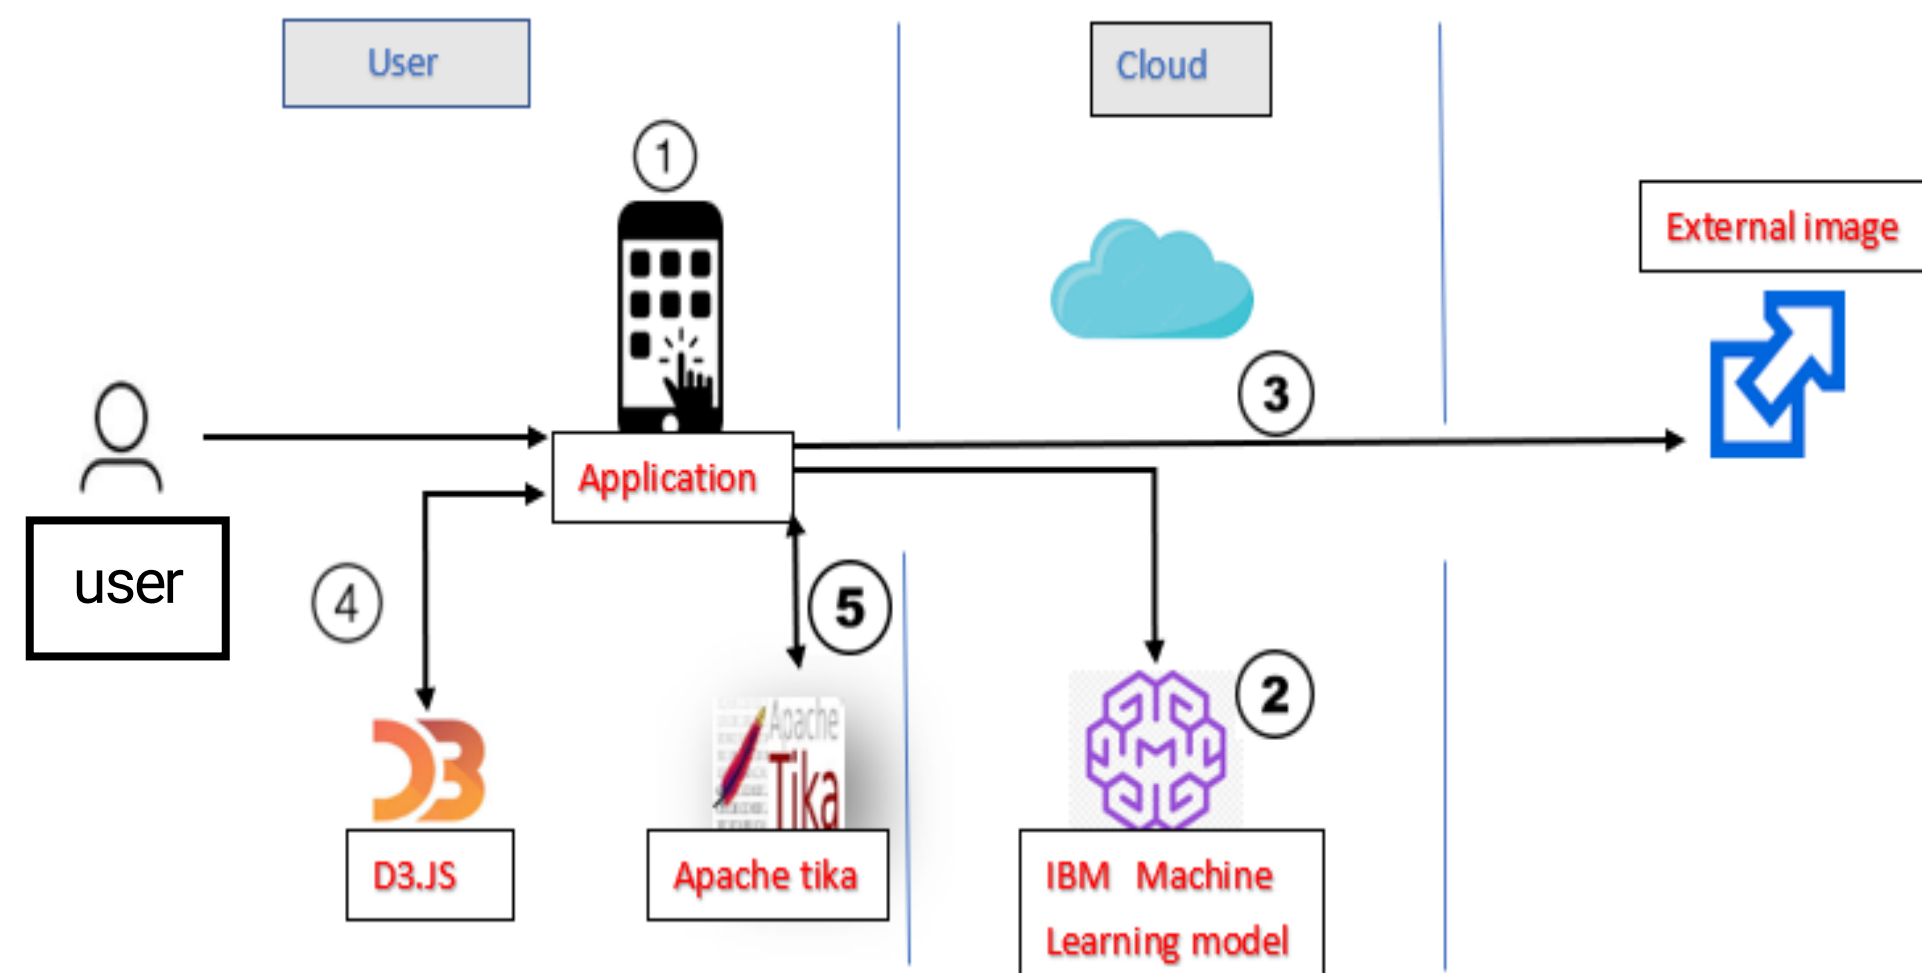 User
Cloud
1
External image
3
Application
user
4
5
2
Apache
Tika
D3
D3.JS
Apache tika
IBM Machine
Learning model